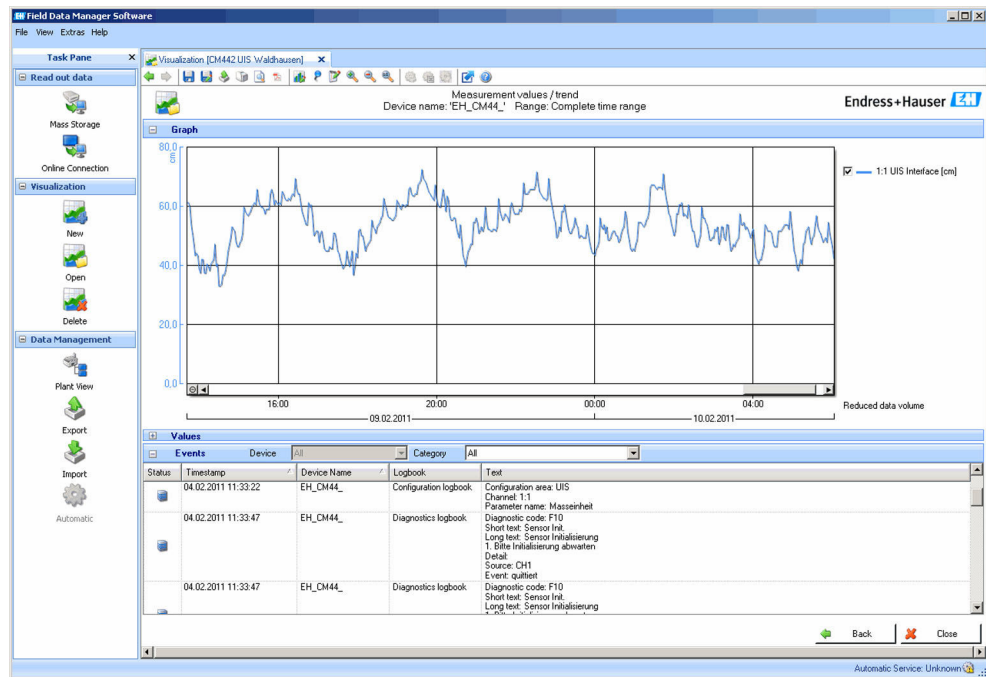 Field Data Manager Software
File View Extras Help
Task Pane X
Visualization [CM442 UIS Waldhausen] x
Read out data
Mass Storage
Online Connection
Visualization
New
Open
Delete
Data Management
Plant View
Export
Import
Automatic
Measurement values / trend
Device name: 'EH_CM44_' Range: Complete time range
Endress+Hauser EH
Graph
80,0
cm
60,0
40,0
20,0
0,0
16:00 20:00 00:00 04:00
09.02.2011 10.02.2011
1:1 UIS Interface [cm]
Reduced data volume
Values
Events Device All Category All
Status Timestamp Device Name Logbook Text
04.02.2011 11:33:22 EH_CM44_ Configuration logbook Configuration area: UIS
Channel: 1:1
Parameter name: Masseinheit
04.02.2011 11:33:47 EH_CM44_ Diagnostics logbook Diagnostic code: F10
Short text: Sensor Init.
Long text: Sensor Initialisierung
1. Bitte Initialisierung abwarten
Detail:
Source: CH1
Event: quittiert
04.02.2011 11:33:47 EH_CM44_ Diagnostics logbook Diagnostic code: F10
Short text: Sensor Init.
Long text: Sensor Initialisierung
Back Close
Automatic Service: Unknown